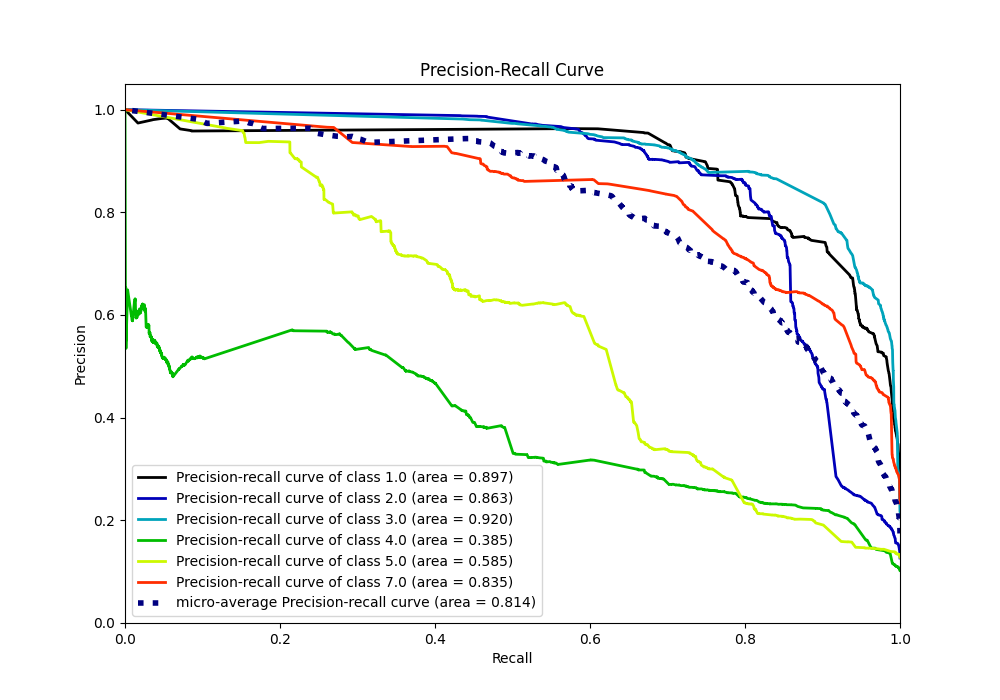 Precision-Recall Curve
1.0
0.8
0.6
0.4
0.2
0.0
Precision
Precision-recall curve of class 1.0 (area = 0.897)
Precision-recall curve of class 2.0 (area = 0.863)
Precision-recall curve of class 3.0 (area = 0.920)
Precision-recall curve of class 4.0 (area = 0.385)
Precision-recall curve of class 5.0 (area = 0.585)
Precision-recall curve of class 7.0 (area = 0.835)
micro-average Precision-recall curve (area = 0.814)
0.0 0.2 0.4 0.6 0.8 1.0
Recall